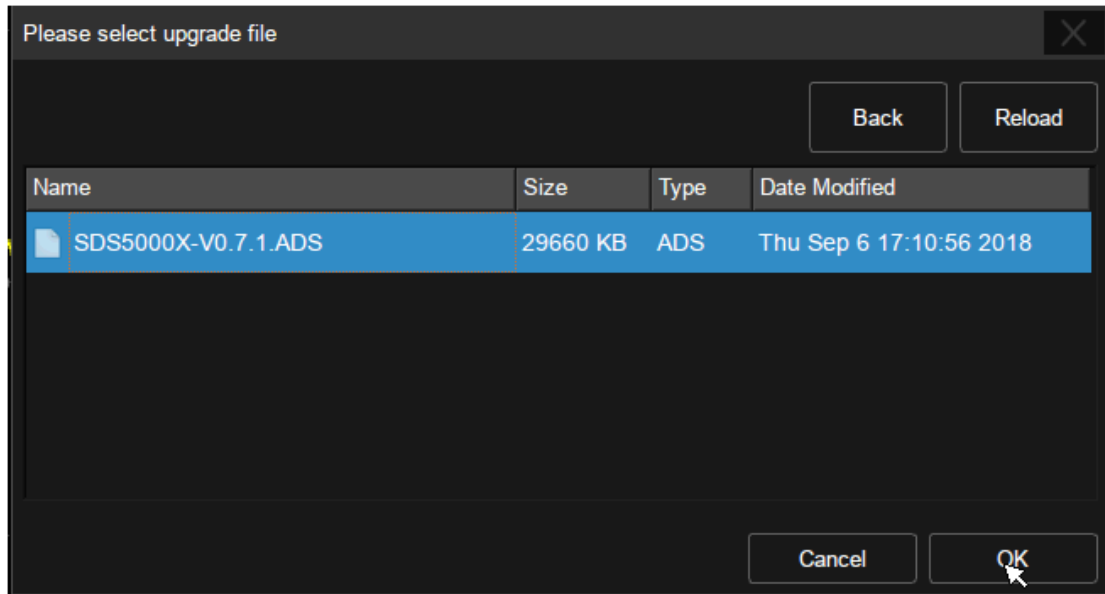 Please select upgrade file
Back Reload
Name Size Type Date Modified
SDS5000X-V0.7.1.ADS 29660 KB ADS Thu Sep 6 17:10:56 2018
Cancel OK